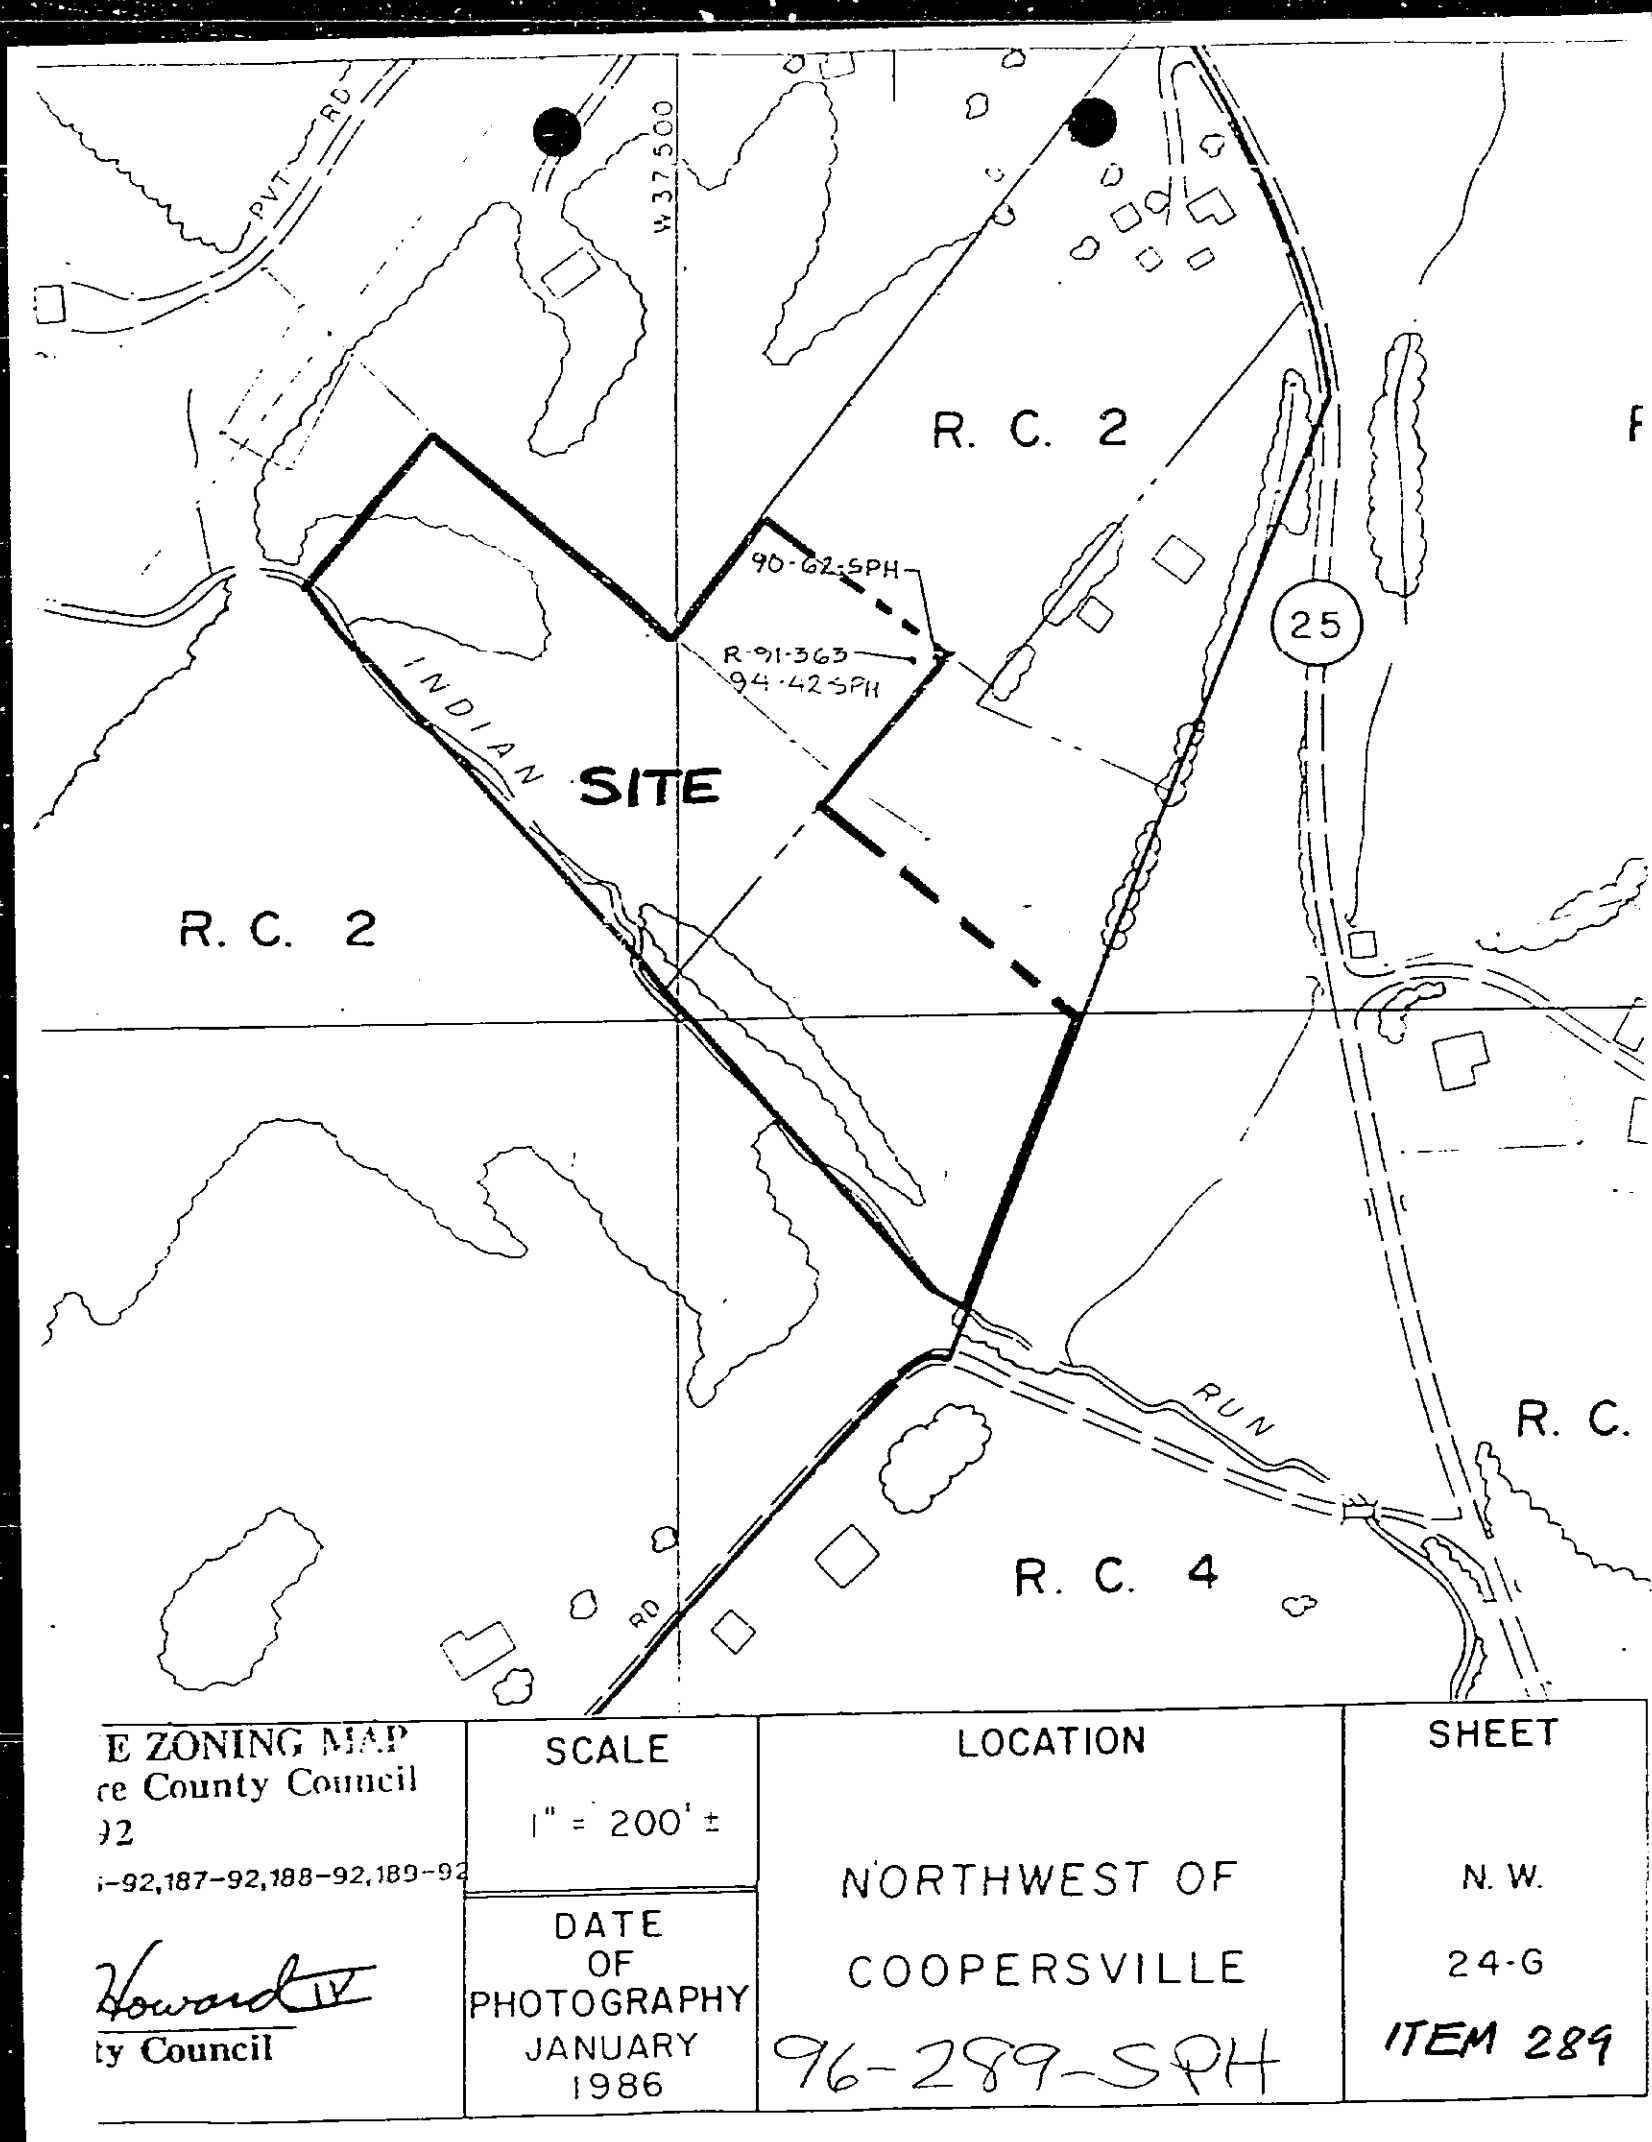 PVT RD
W 37,500
R. C. 2
90-62-SPH
25
R-91-363
94-42-SPH
INDIAN
SITE
R. C. 2
RUN
R. C.
R. C. 4
RD
E ZONING MAP
re County Council
92
-92,187-92,188-92,189-92
Howard IV
ty Council
SCALE
1" = 200' ±
DATE
OF
PHOTOGRAPHY
JANUARY
1986
LOCATION
NORTHWEST OF
COOPERSVILLE
96-289-SPH
SHEET
N. W.
24-G
ITEM 289